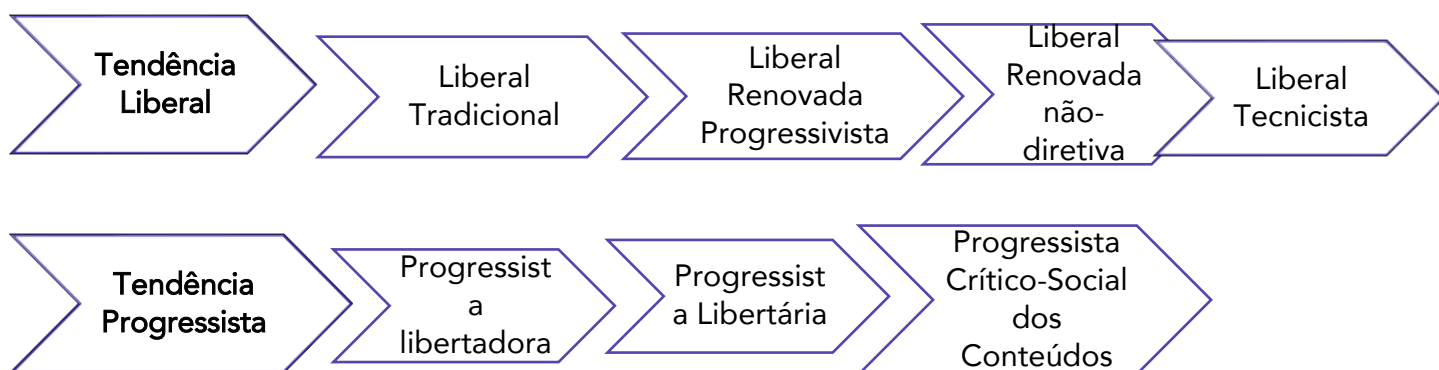 Tendência
Liberal
Liberal
Tradicional
Liberal
Renovada
Progressivista
Liberal
Renovada
não-
diretiva
Liberal
Tecnicista
Tendência
Progressista
Progressist
a
libertadora
Progressist
a Libertária
Progressista
Crítico-Social
dos
Conteúdos